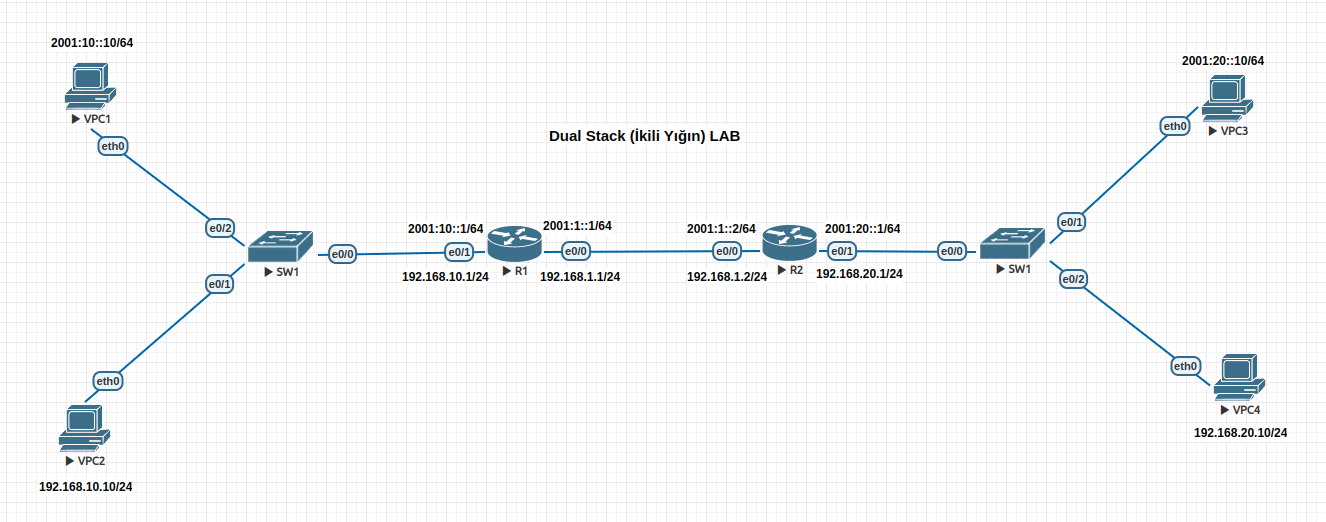 2001:10::10/64
VPC1
eth0
2001:20::10/64
VPC3
eth0
Dual Stack (İkili Yığın) LAB
e0/2
e0/0
SW1
e0/1
2001:10::1/64
2001:1::1/64
e0/1
R1
e0/0
192.168.10.1/24
192.168.1.1/24
2001:1::2/64
2001:20::1/64
e0/0
R2
e0/1
192.168.1.2/24
192.168.20.1/24
e0/1
e0/0
SW1
e0/2
eth0
VPC2
192.168.10.10/24
eth0
VPC4
192.168.20.10/24